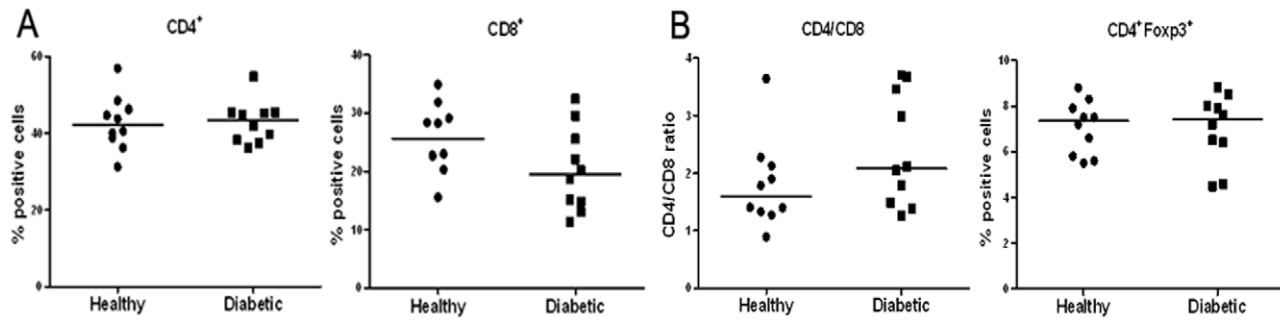 A
CD4+
% positive cells
60
40
20
0
Healthy Diabetic
CD8+
% positive cells
40
30
20
10
0
Healthy Diabetic
B
CD4/CD8
CD4/CD8 ratio
4
3
2
1
0
Healthy Diabetic
CD4+Foxp3+
% positive cells
10
8
6
4
2
0
Healthy Diabetic